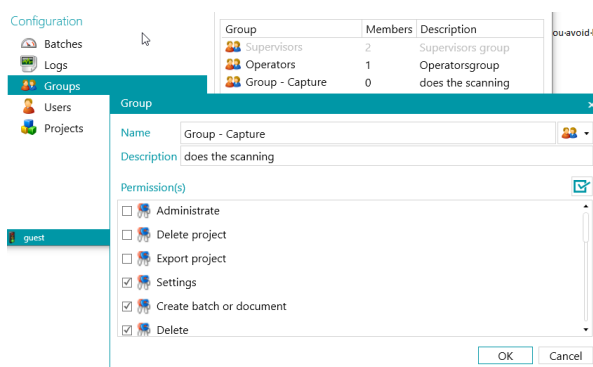 Configuration
Batches
Logs
Groups
Users
Projects
guest
Group Members Description
Supervisors 2 Supervisors group
Operators 1 Operatorsgroup
Group - Capture 0 does the scanning
ou-avoid-
Group
Name Group - Capture
Description does the scanning
Permission(s)
Administrate
Delete project
Export project
Settings
Create batch or document
Delete
OK Cancel